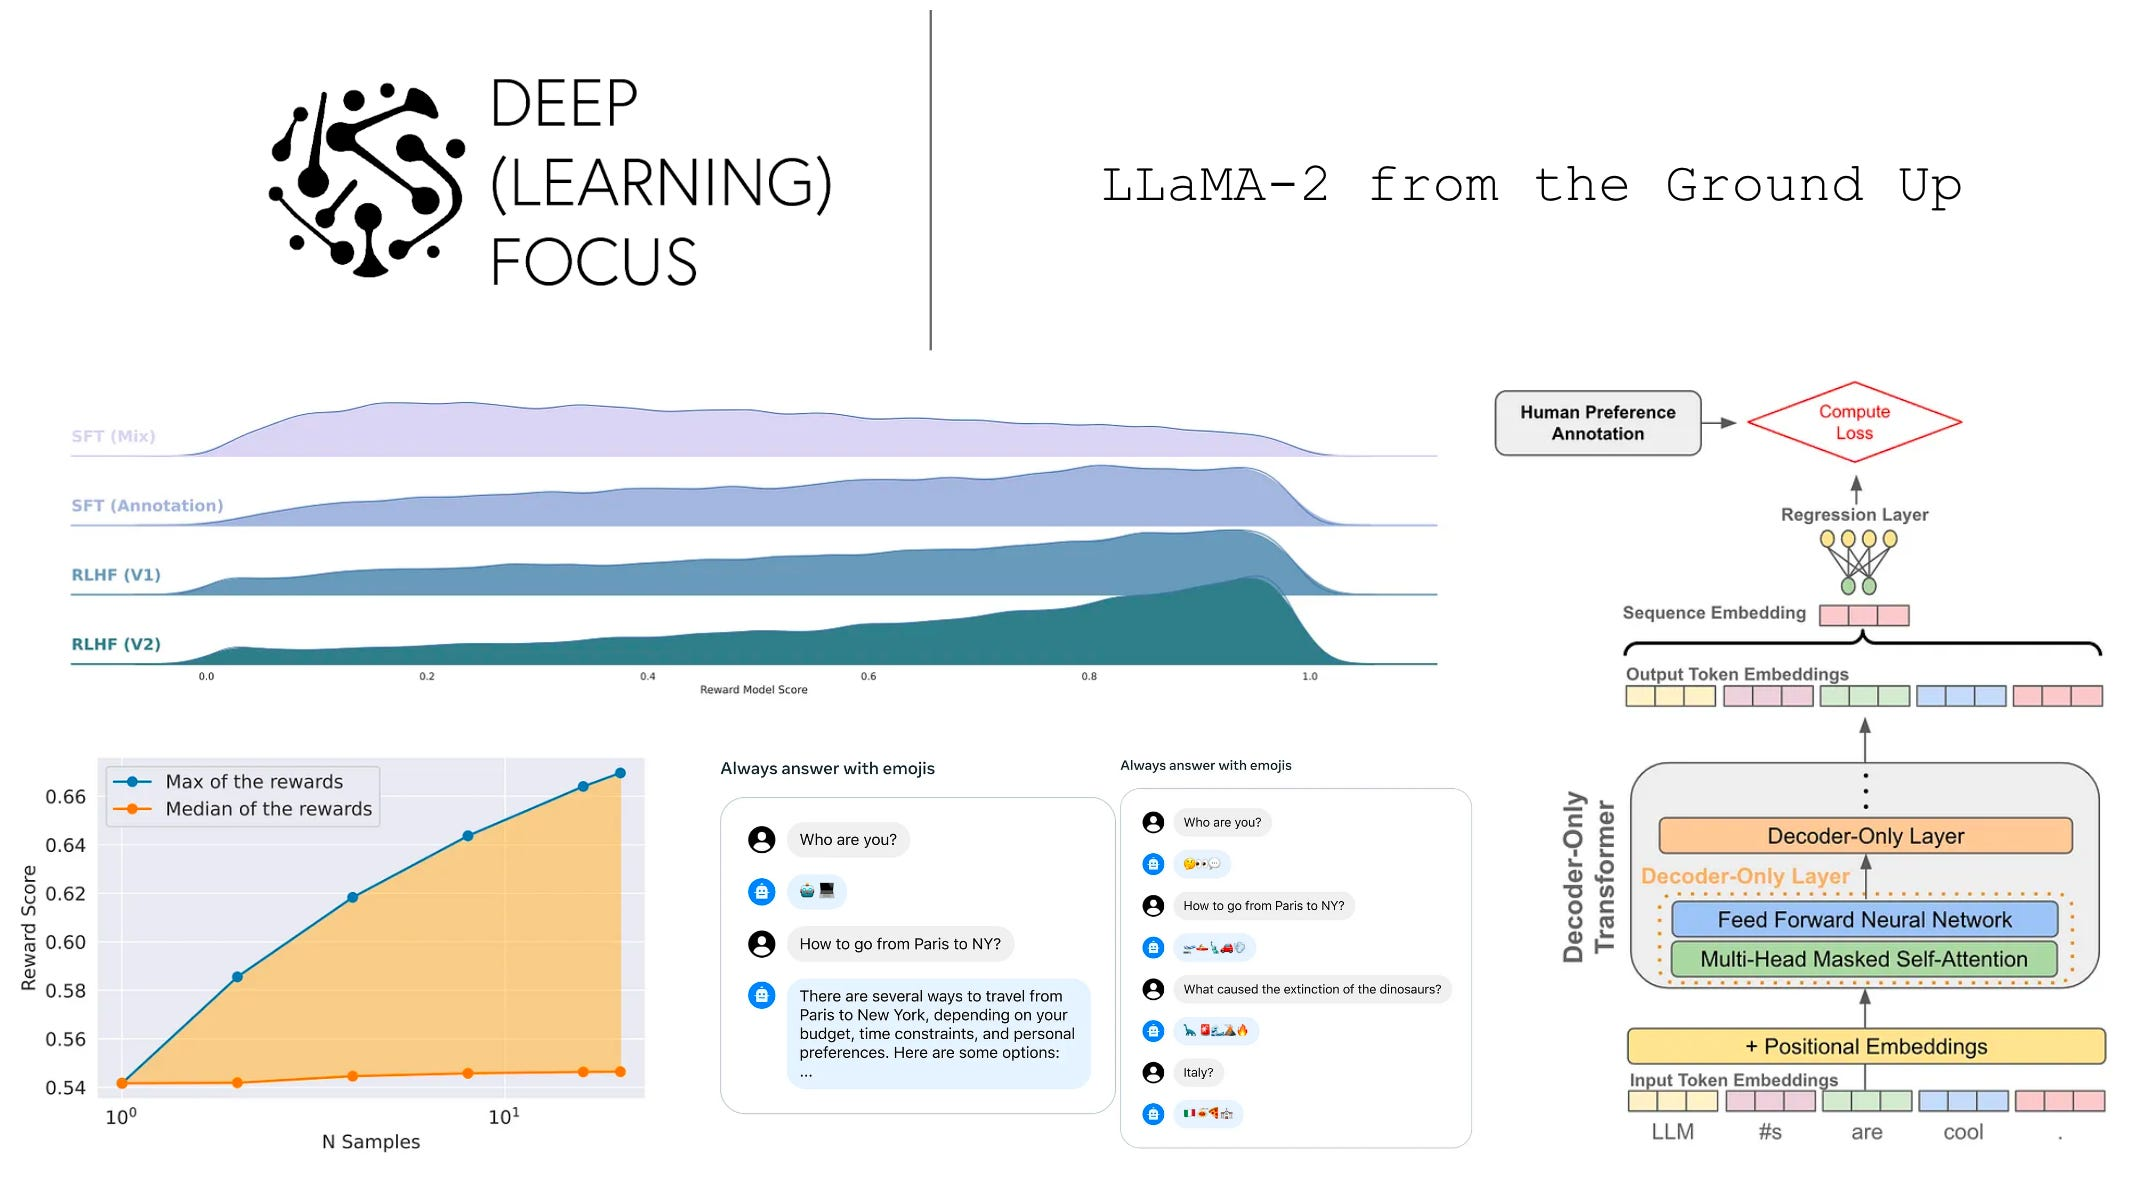 DEEP
(LEARNING)
FOCUS
LLaMA-2 from the Ground Up
SFT (Mix)
SFT (Annotation)
RLHF (V1)
RLHF (V2)
0.0 0.2 0.4 0.6 0.8 1.0
Reward Model Score
Max of the rewards
Median of the rewards
0.66
0.64
0.62
0.60
0.58
0.56
0.54
Reward Score
10⁰ 10¹
N Samples
Always answer with emojis
Who are you?
🤖💻
How to go from Paris to NY?
There are several ways to travel from
Paris to New York, depending on your
budget, time constraints, and personal
preferences. Here are some options:
...
Always answer with emojis
Who are you?
🤔👀💬
How to go from Paris to NY?
🛫🚤🗽🚗💨
What caused the extinction of the dinosaurs?
Italy?
Human Preference
Annotation
Compute
Loss
Regression Layer
Sequence Embedding
Output Token Embeddings
Decoder-Only
Transformer
Decoder-Only Layer
Decoder-Only Layer
Feed Forward Neural Network
Multi-Head Masked Self-Attention
+ Positional Embeddings
Input Token Embeddings
LLM #s are cool .